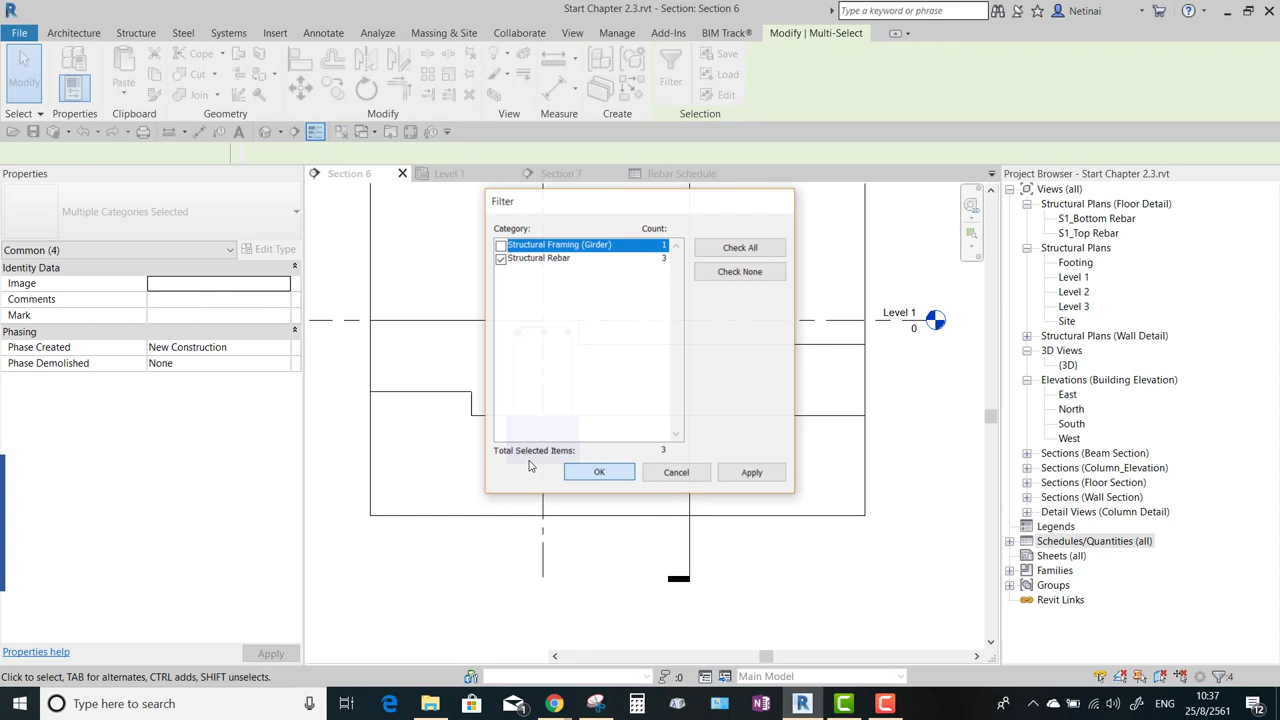 Start Chapter 2.3.rvt - Section: Section 6
Type a keyword or phrase
Netinai
File Architecture Structure Steel Systems Insert Annotate Analyze Massing & Site Collaborate View Manage Add-Ins BIM Track® Modify | Multi-Select
Modify
Paste
Cope
Cut
Join
Filter
Save
Load
Edit
Select Properties Clipboard Geometry Modify View Measure Create Selection
Properties
Multiple Categories Selected
Common (4)
Edit Type
Identity Data
Image
Comments
Mark
Phasing
Phase Created New Construction
Phase Demolished None
Properties help
Apply
Section 6
Level 1
Section 7
Rebar Schedule
Filter
Category: Count:
Structural Framing (Girder) 1
Structural Rebar 3
Check All
Check None
Total Selected Items: 3
OK
Cancel
Apply
Level 1
0
Project Browser - Start Chapter 2.3.rvt
Views (all)
Structural Plans (Floor Detail)
S1_Bottom Rebar
S1_Top Rebar
Structural Plans
Footing
Level 1
Level 2
Level 3
Site
Structural Plans (Wall Detail)
3D Views
{3D}
Elevations (Building Elevation)
East
North
South
West
Sections (Beam Section)
Sections (Column_Elevation)
Sections (Floor Section)
Sections (Wall Section)
Detail Views (Column Detail)
Legends
Schedules/Quantities (all)
Sheets (all)
Families
Groups
Revit Links
Click to select, TAB for alternates, CTRL adds, SHIFT unselects.
:0
Main Model
:4
Type here to search
10:37
25/8/2561